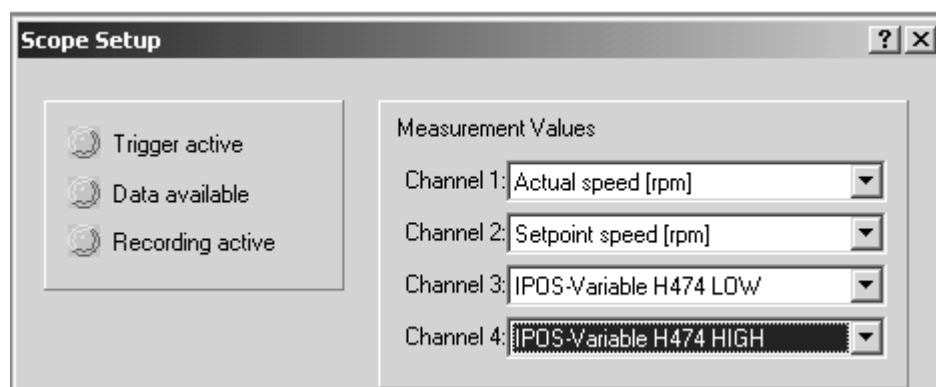 Scope Setup
Trigger active
Data available
Recording active
Measurement Values
Channel 1: Actual speed [rpm]
Channel 2: Setpoint speed [rpm]
Channel 3: IPOS-Variable H474 LOW
Channel 4: IPOS-Variable H474 HIGH